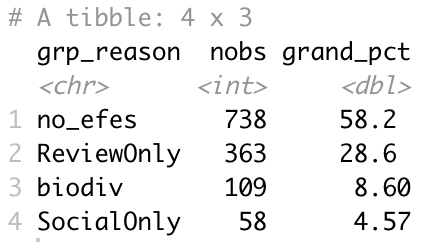 # A tibble: 4 x 3
grp_reason nobs grand_pct
<chr> <int> <dbl>
1 no_efes 738 58.2
2 ReviewOnly 363 28.6
3 biodiv 109 8.60
4 SocialOnly 58 4.57